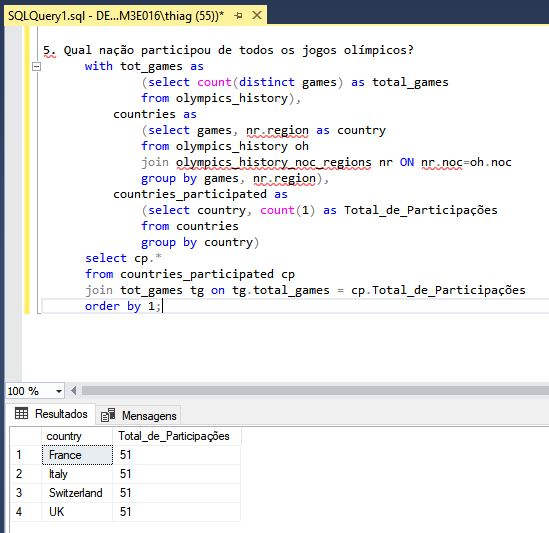 SQLQuery1.sql - DE...M3E016\thiag (55))*
5. Qual nação participou de todos os jogos olímpicos?
with tot_games as
(select count(distinct games) as total_games
from olympics_history),
countries as
(select games, nr.region as country
from olympics_history oh
join olympics_history_noc_regions nr ON nr.noc=oh.noc
group by games, nr.region),
countries_participated as
(select country, count(1) as Total_de_Participações
from countries
group by country)
select cp.*
from countries_participated cp
join tot_games tg on tg.total_games = cp.Total_de_Participações
order by 1;
100 %
Resultados Mensagens
country Total_de_Participações
1 France 51
2 Italy 51
3 Switzerland 51
4 UK 51